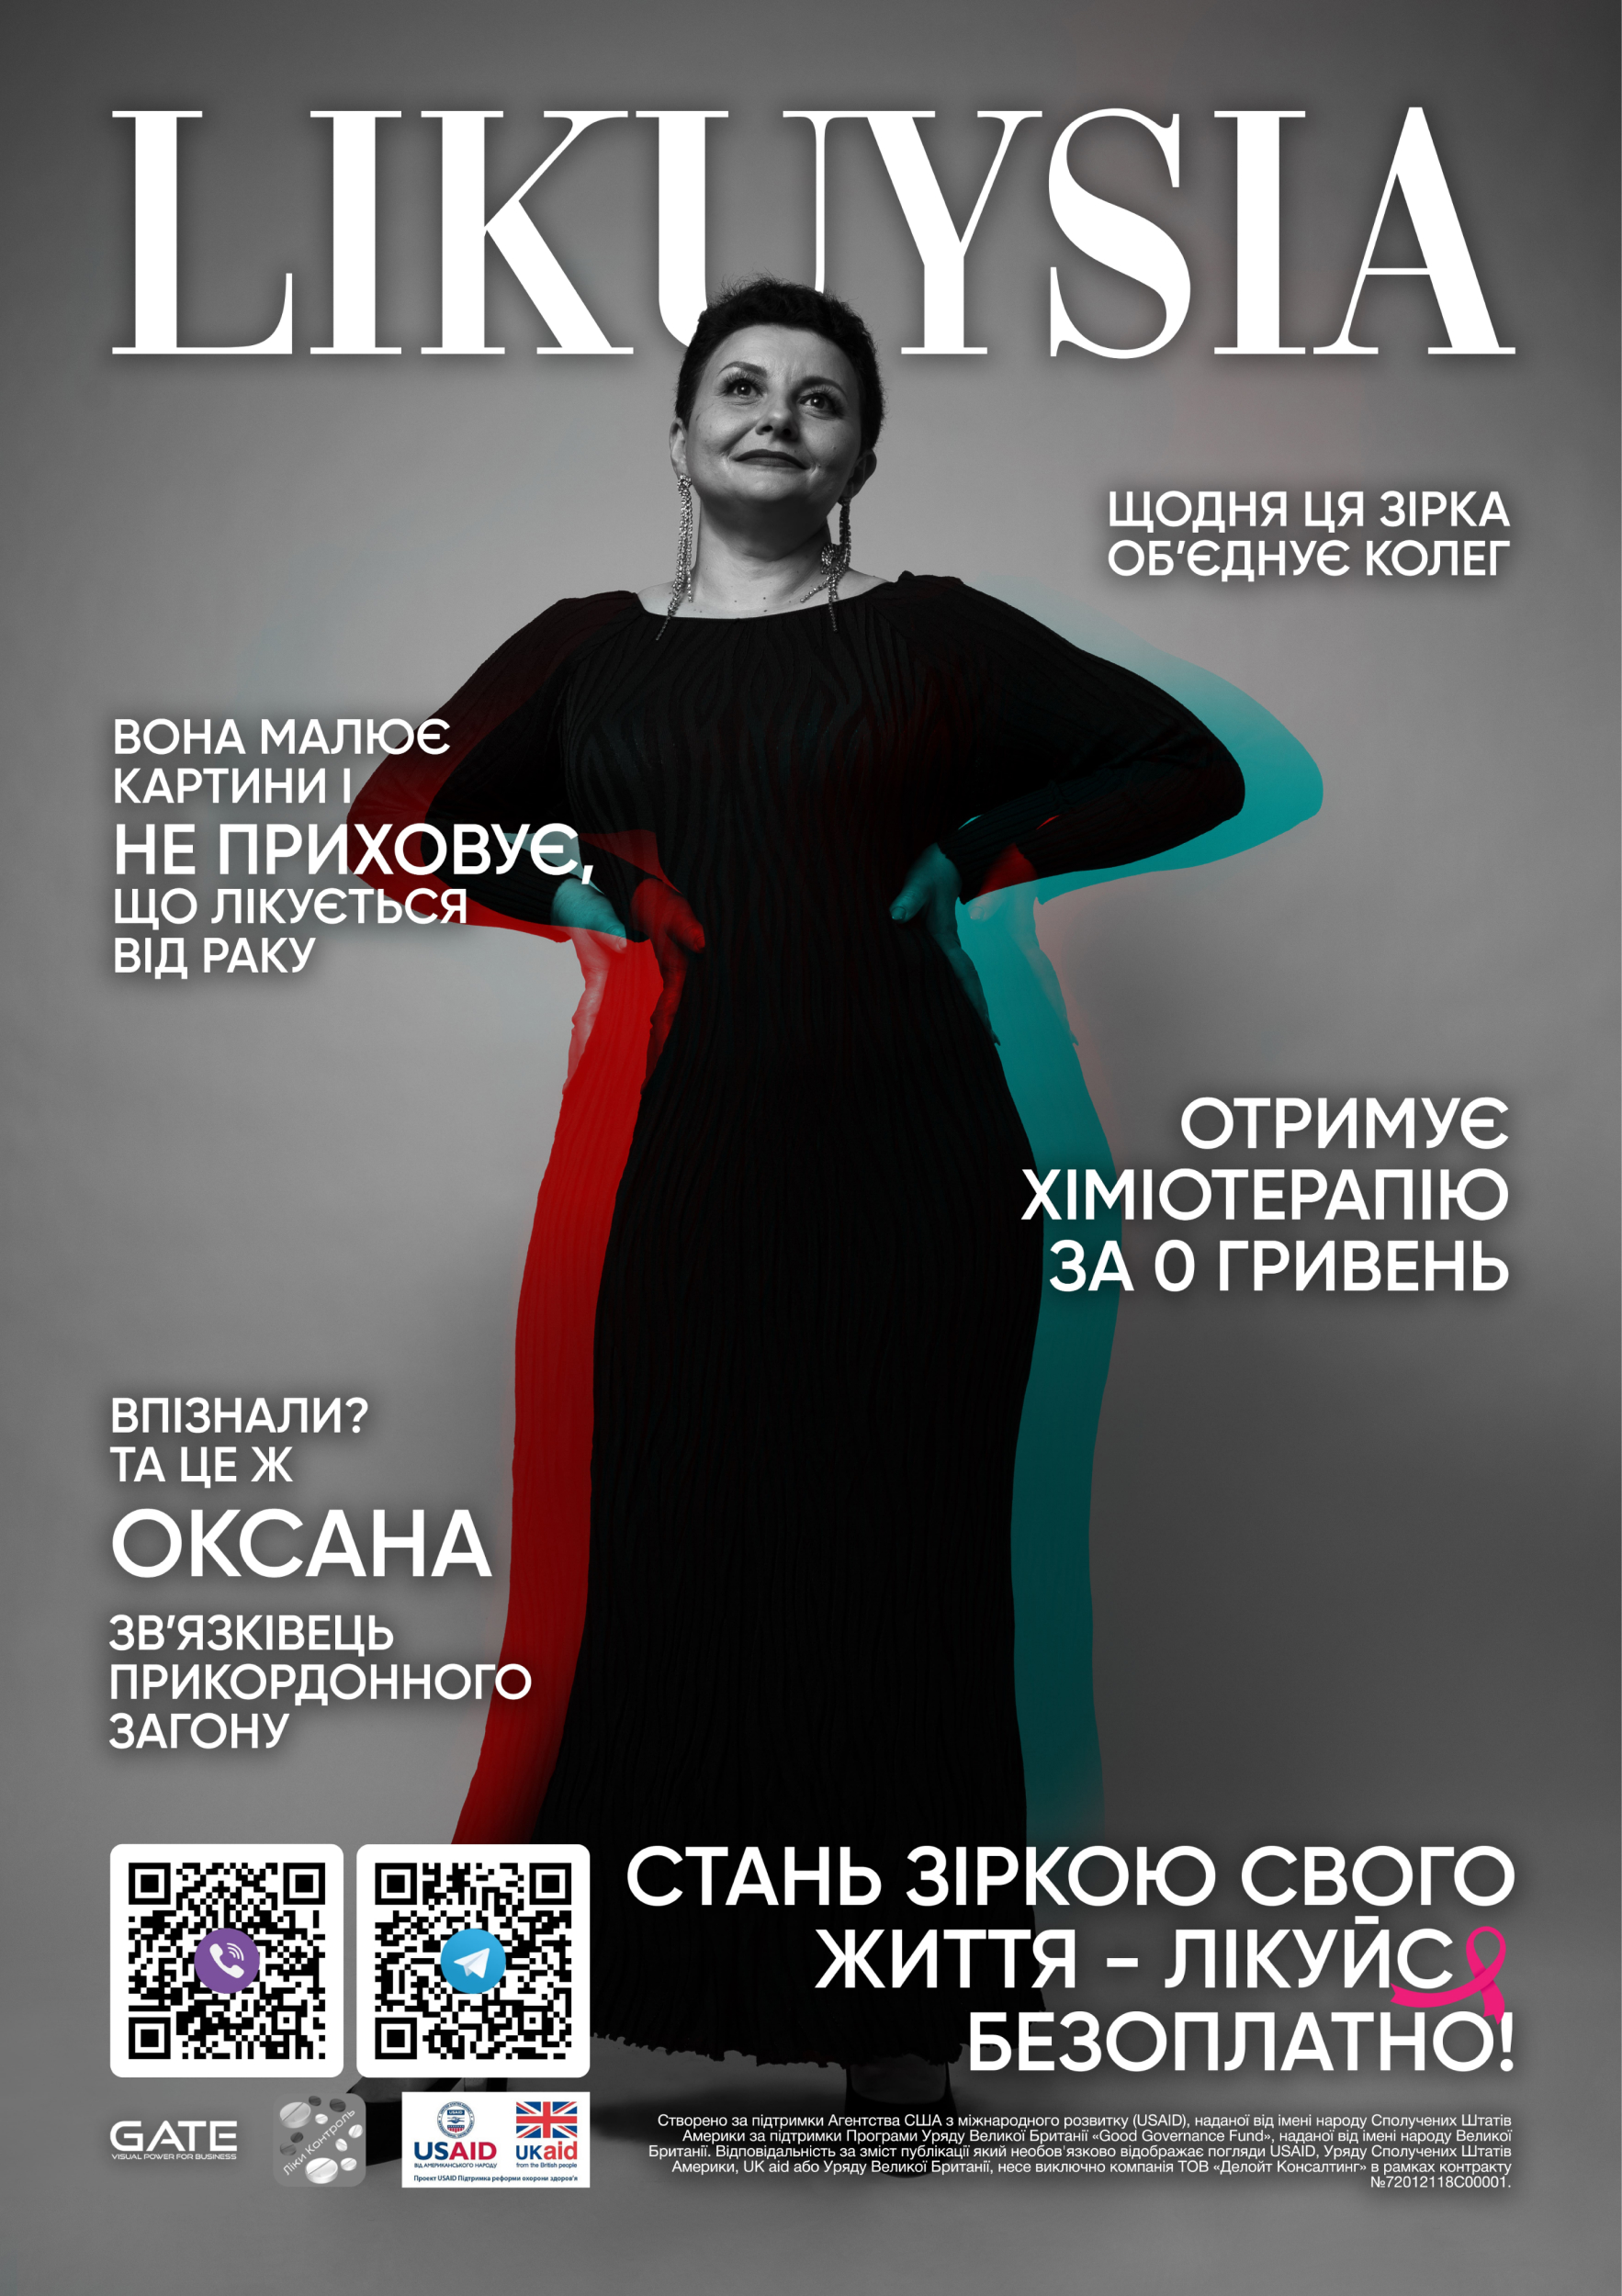 LIKUYSIA
ЩОДНЯ ЦЯ ЗІРКА
ОБ'ЄДНУЄ КОЛЕГ
ВОНА МАЛЮЄ
КАРТИНИ І
НЕ ПРИХОВУЄ,
ЩО ЛІКУЄТЬСЯ
ВІД РАКУ
ОТРИМУЄ
ХІМІОТЕРАПІЮ
ЗА 0 ГРИВЕНЬ
ВПІЗНАЛИ?
ТА ЦЕ Ж
ОКСАНА
ЗВ'ЯЗКІВЕЦЬ
ПРИКОРДОННОГО
ЗАГОНУ
СТАНЬ ЗІРКОЮ СВОГО
ЖИТТЯ - ЛІКУЙС
БЕЗОПЛАТНО!
GATE
VISUAL POWER FOR BUSINESS
Ліки Контроль
USAID
ВІД АМЕРИКАНСЬКОГО НАРОДУ
UKaid
from the British people
Проєкт USAID Підтримка реформи охорони здоров'я
Створено за підтримки Агентства США з міжнародного розвитку (USAID), наданої від імені народу Сполучених Штатів
Америки за підтримки Програми Уряду Великої Британії «Good Governance Fund», наданої від імені народу Великої
Британії. Відповідальність за зміст публікації який необов'язково відображає погляди USAID, Уряду Сполучених Штатів
Америки, UK aid або Уряду Великої Британії, несе виключно компанія ТОВ «Делойт Консалтинг» в рамках контракту
№72012118C00001.